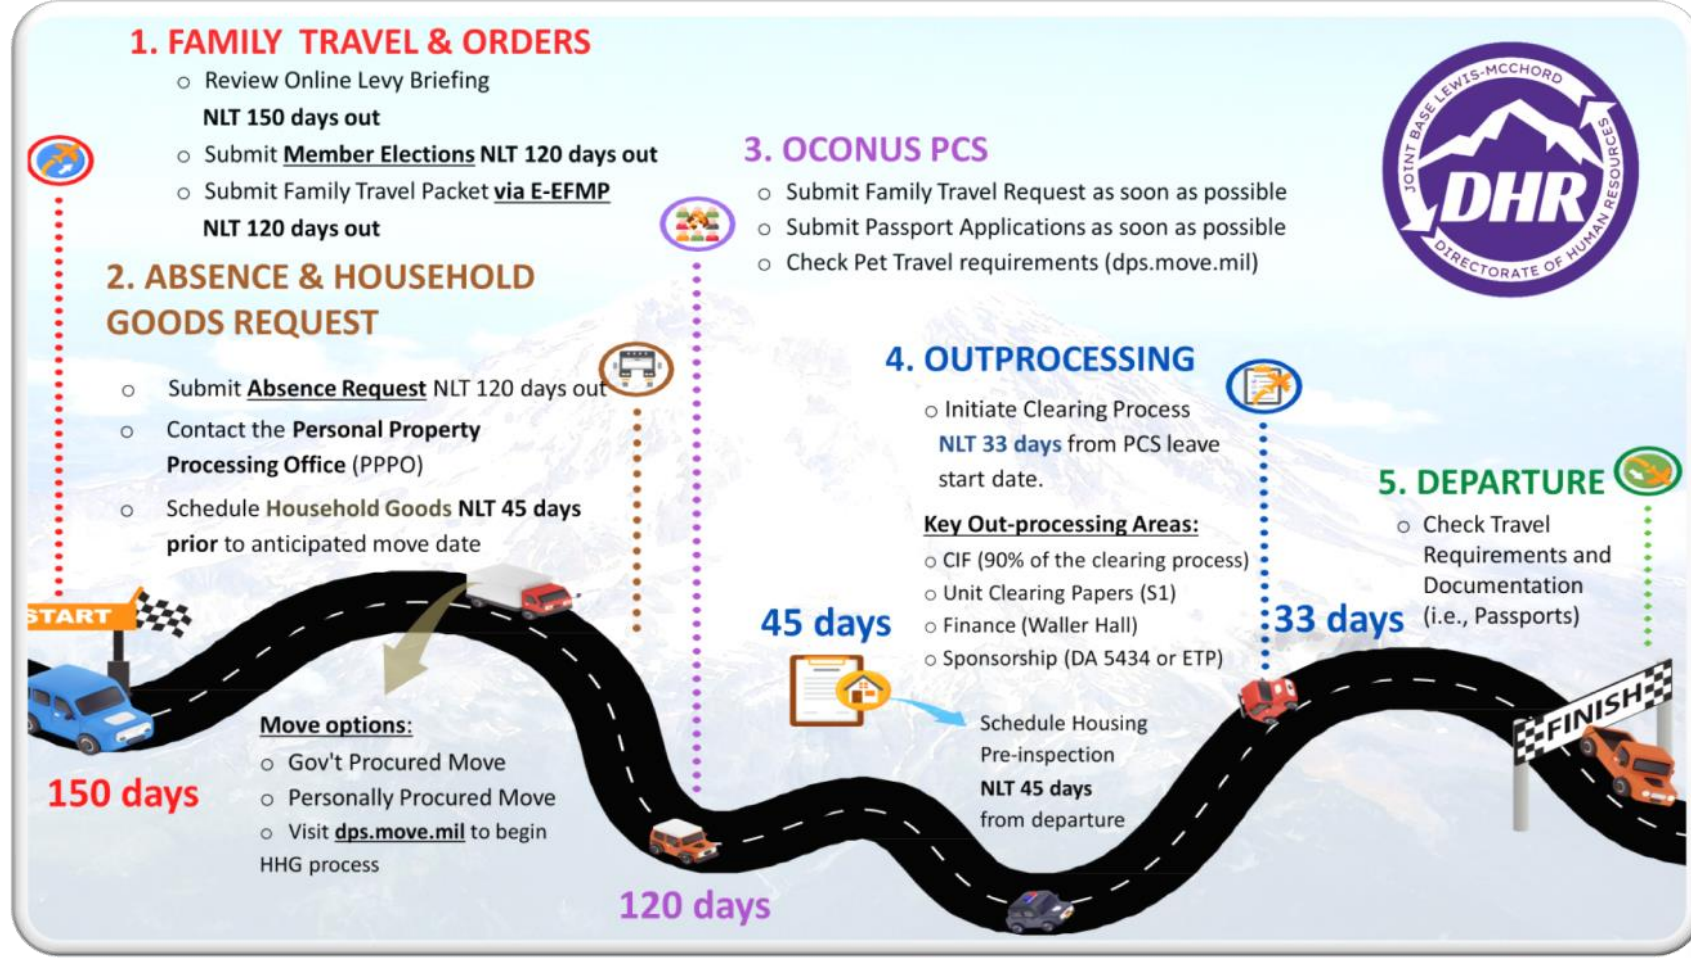 1. FAMILY TRAVEL & ORDERS
○ Review Online Levy Briefing
NLT 150 days out
○ Submit Member Elections NLT 120 days out
○ Submit Family Travel Packet via E-EFMP
NLT 120 days out
2. ABSENCE & HOUSEHOLD
GOODS REQUEST
○ Submit Absence Request NLT 120 days out
○ Contact the Personal Property
Processing Office (PPPO)
○ Schedule Household Goods NLT 45 days
prior to anticipated move date
START
150 days
Move options:
○ Gov't Procured Move
○ Personally Procured Move
○ Visit dps.move.mil to begin
HHG process
3. OCONUS PCS
○ Submit Family Travel Request as soon as possible
○ Submit Passport Applications as soon as possible
○ Check Pet Travel requirements (dps.move.mil)
120 days
4. OUTPROCESSING
○ Initiate Clearing Process
NLT 33 days from PCS leave
start date.
Key Out-processing Areas:
○ CIF (90% of the clearing process)
○ Unit Clearing Papers (S1)
○ Finance (Waller Hall)
○ Sponsorship (DA 5434 or ETP)
45 days
Schedule Housing
Pre-inspection
NLT 45 days
from departure
33 days
5. DEPARTURE
○ Check Travel
Requirements and
Documentation
(i.e., Passports)
FINISH
JOINT BASE LEWIS-MCCHORD
DHR
DIRECTORATE OF HUMAN RESOURCES